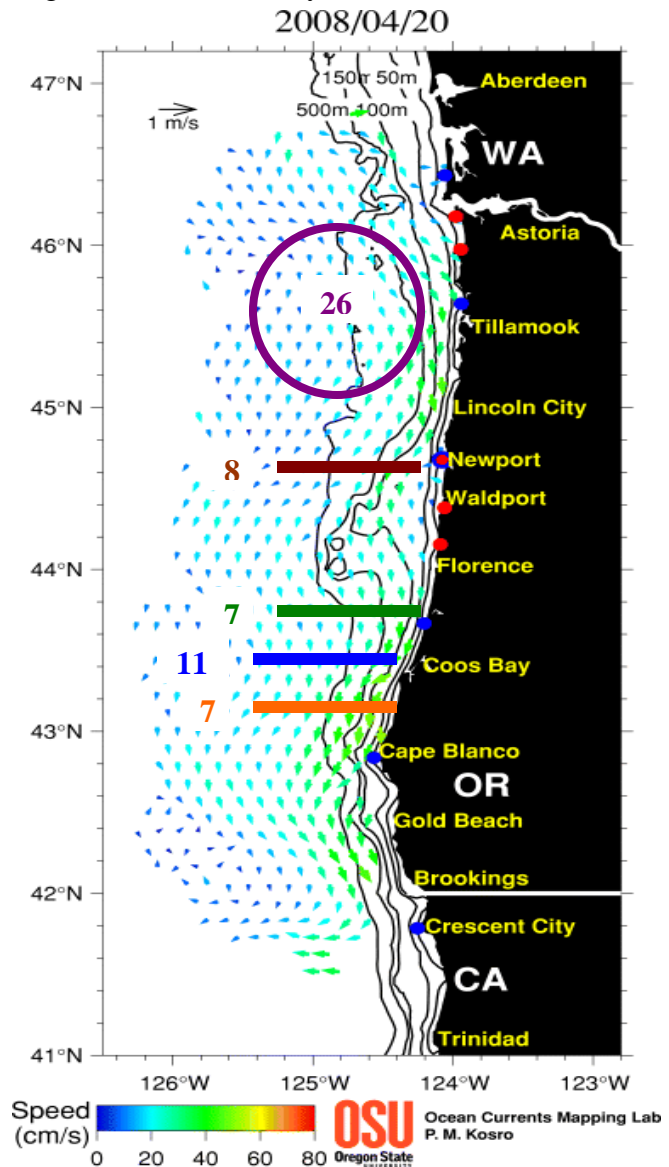 2008/04/20
47°N
46°N
45°N
44°N
43°N
42°N
41°N
150m 50m
500m 100m
1 m/s
Aberdeen
WA
Astoria
26
Tillamook
Lincoln City
8
Newport
Waldport
Florence
7
11
Coos Bay
7
Cape Blanco
OR
Gold Beach
Brookings
Crescent City
CA
Trinidad
126°W 125°W 124°W 123°W
Speed
(cm/s)
0 20 40 60 80
OSU
Oregon State
UNIVERSITY
Ocean Currents Mapping Lab
P. M. Kosro